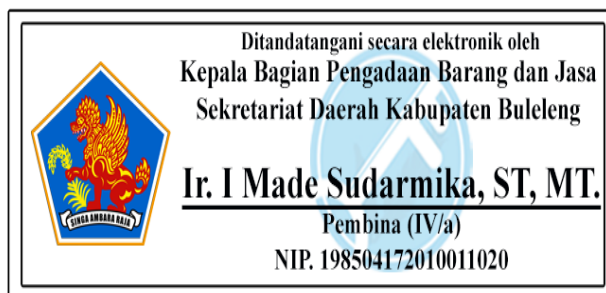 Ditandatangani secara elektronik oleh
Kepala Bagian Pengadaan Barang dan Jasa
Sekretariat Daerah Kabupaten Buleleng
Ir. I Made Sudarmika, ST, MT.
Pembina (IV/a)
NIP. 198504172010011020
SINGA AMBARA RAJA